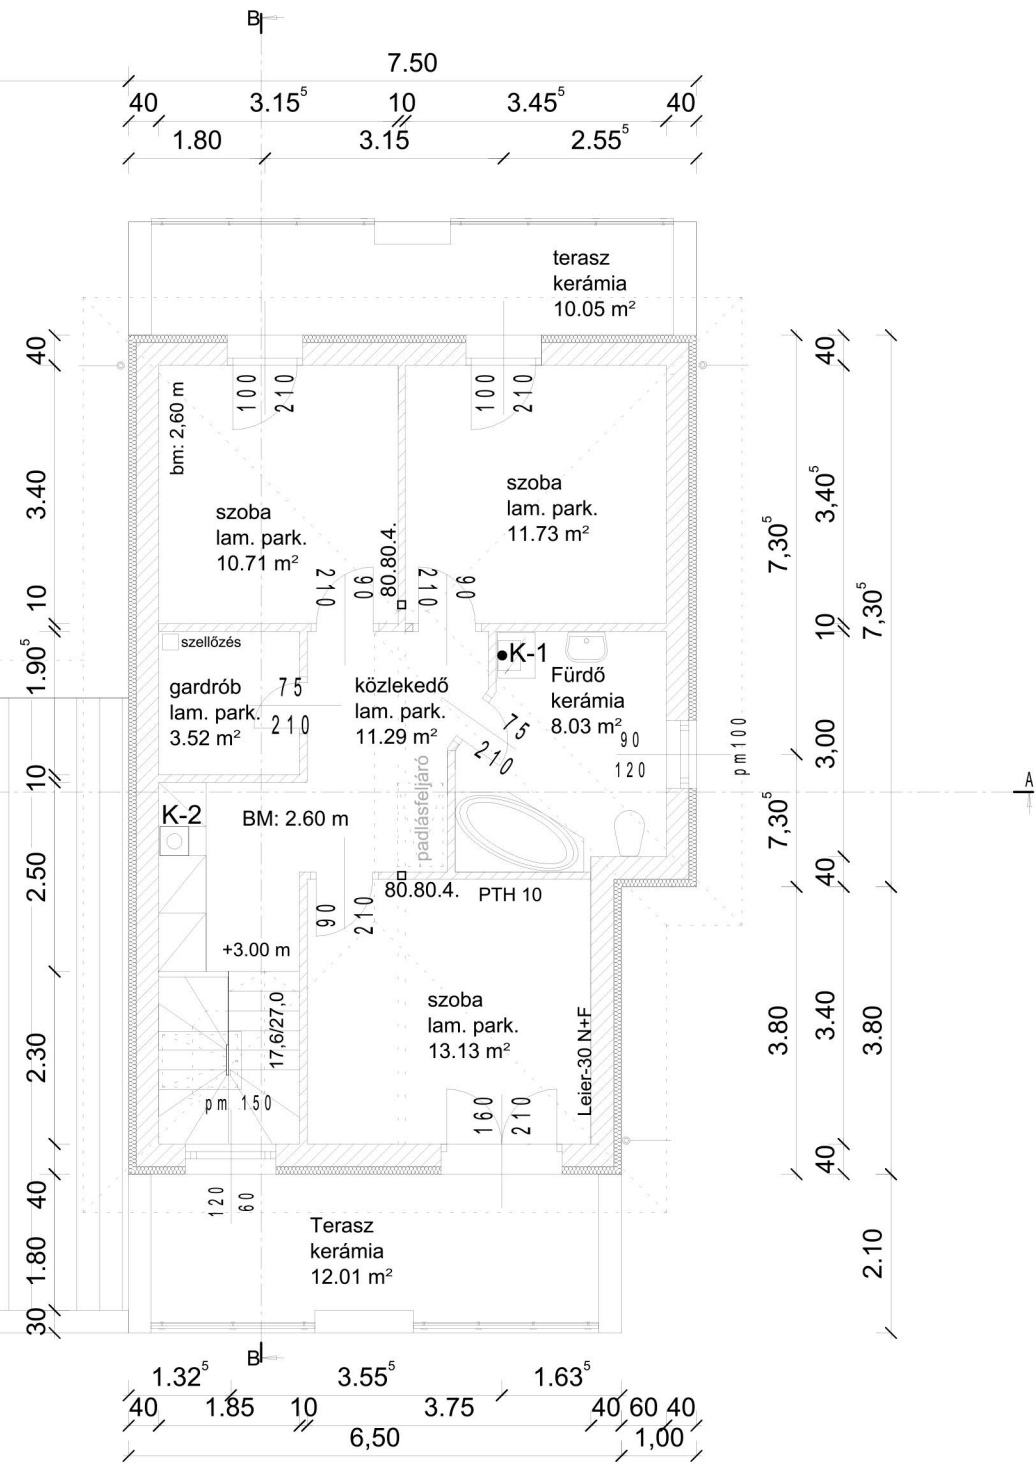 B
7.50
40 3.15⁵ 10 3.45⁵ 40
1.80 3.15 2.55⁵
terasz
kerámia
10.05 m²
40
3.40
10
1.90⁵
10
2.50
2.30
40
1.80
30
bm: 2,60 m
100 210
100 210
szoba
lam. park.
10.71 m²
szoba
lam. park.
11.73 m²
80.80.4.
210 90
210 90
szellőzés
gardrób
lam. park.
3.52 m²
75
210
közlekedő
lam. park.
11.29 m²
K-1
Fürdő
kerámia
8.03 m²
75
210
90
120
pm100
padlásfeljáró
K-2
BM: 2.60 m
80.80.4.
PTH 10
90 210
+3.00 m
17,6/27,0
szoba
lam. park.
13.13 m²
Leier-30 N+F
pm 150
160 210
120 60
Terasz
kerámia
12.01 m²
7,30⁵
7,30⁵
3.80
40
3,40⁵
10
3,00
40
3.40
40
7,30⁵
3.80
2.10
A
B
1.32⁵ 3.55⁵ 1.63⁵
40 1.85 10 3.75 40 60 40
6,50 1,00